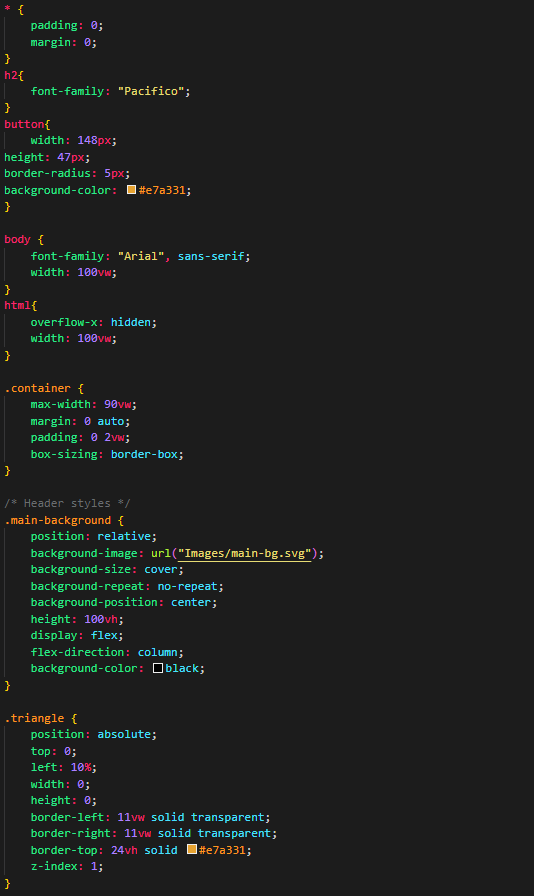 * {
    padding: 0;
    margin: 0;
}
h2{
    font-family: "Pacifico";
}
button{
    width: 148px;
height: 47px;
border-radius: 5px;
background-color: #e7a331;
}

body {
    font-family: "Arial", sans-serif;
    width: 100vw;
}
html{
    overflow-x: hidden;
    width: 100vw;
}

.container {
    max-width: 90vw;
    margin: 0 auto;
    padding: 0 2vw;
    box-sizing: border-box;
}

/* Header styles */
.main-background {
    position: relative;
    background-image: url("Images/main-bg.svg");
    background-size: cover;
    background-repeat: no-repeat;
    background-position: center;
    height: 100vh;
    display: flex;
    flex-direction: column;
    background-color: black;
}

.triangle {
    position: absolute;
    top: 0;
    left: 10%;
    width: 0;
    height: 0;
    border-left: 11vw solid transparent;
    border-right: 11vw solid transparent;
    border-top: 24vh solid #e7a331;
    z-index: 1;
}